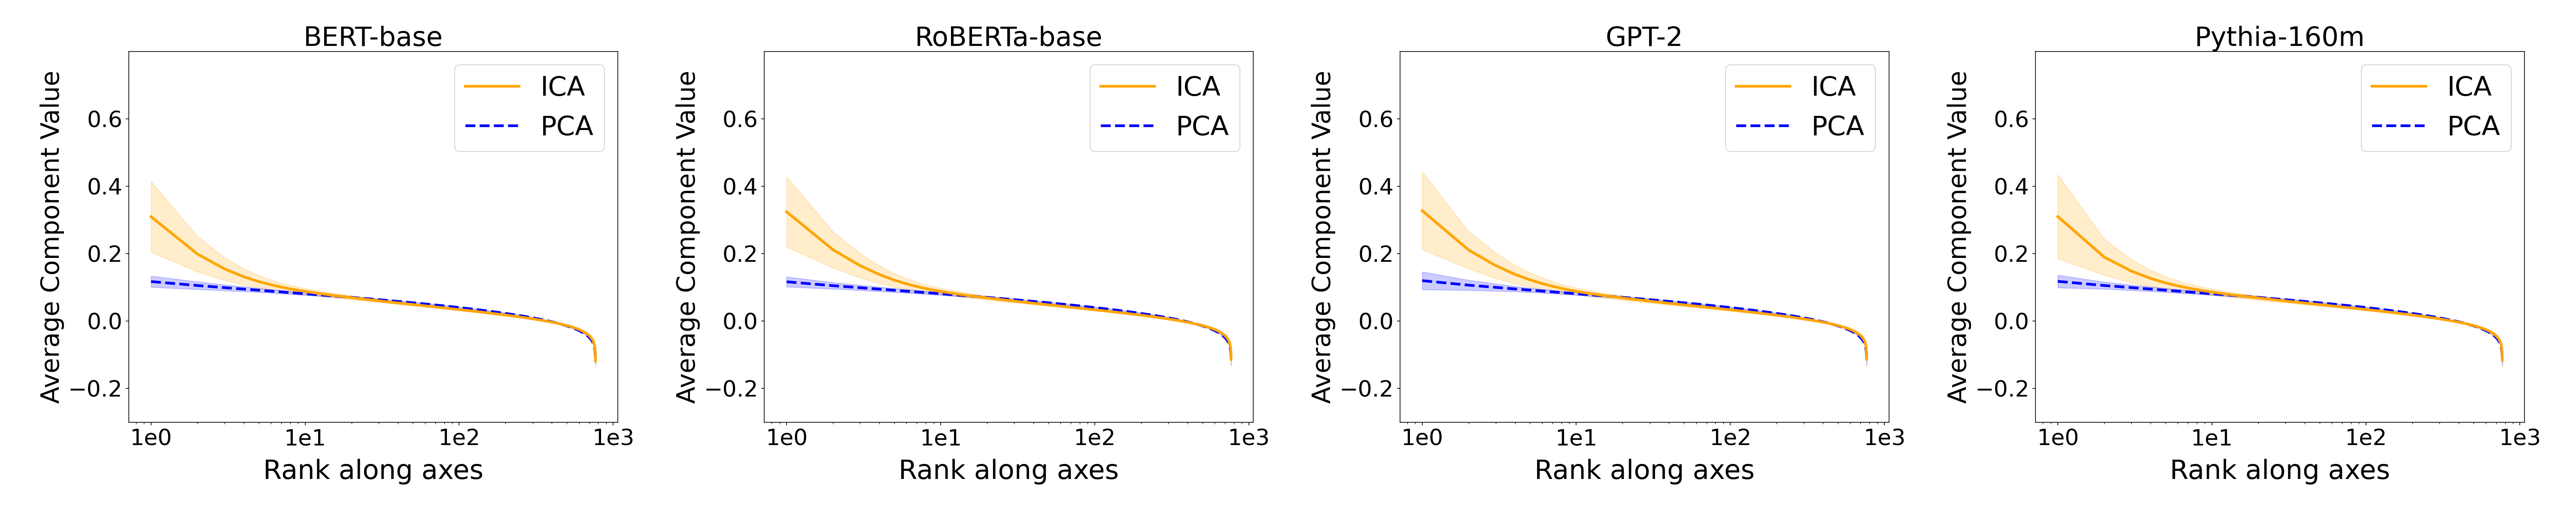 BERT-base
Average Component Value
0.6
0.4
0.2
0.0
−0.2
ICA
PCA
1e0 1e1 1e2 1e3
Rank along axes
RoBERTa-base
Average Component Value
0.6
0.4
0.2
0.0
−0.2
ICA
PCA
1e0 1e1 1e2 1e3
Rank along axes
GPT-2
Average Component Value
0.6
0.4
0.2
0.0
−0.2
ICA
PCA
1e0 1e1 1e2 1e3
Rank along axes
Pythia-160m
Average Component Value
0.6
0.4
0.2
0.0
−0.2
ICA
PCA
1e0 1e1 1e2 1e3
Rank along axes